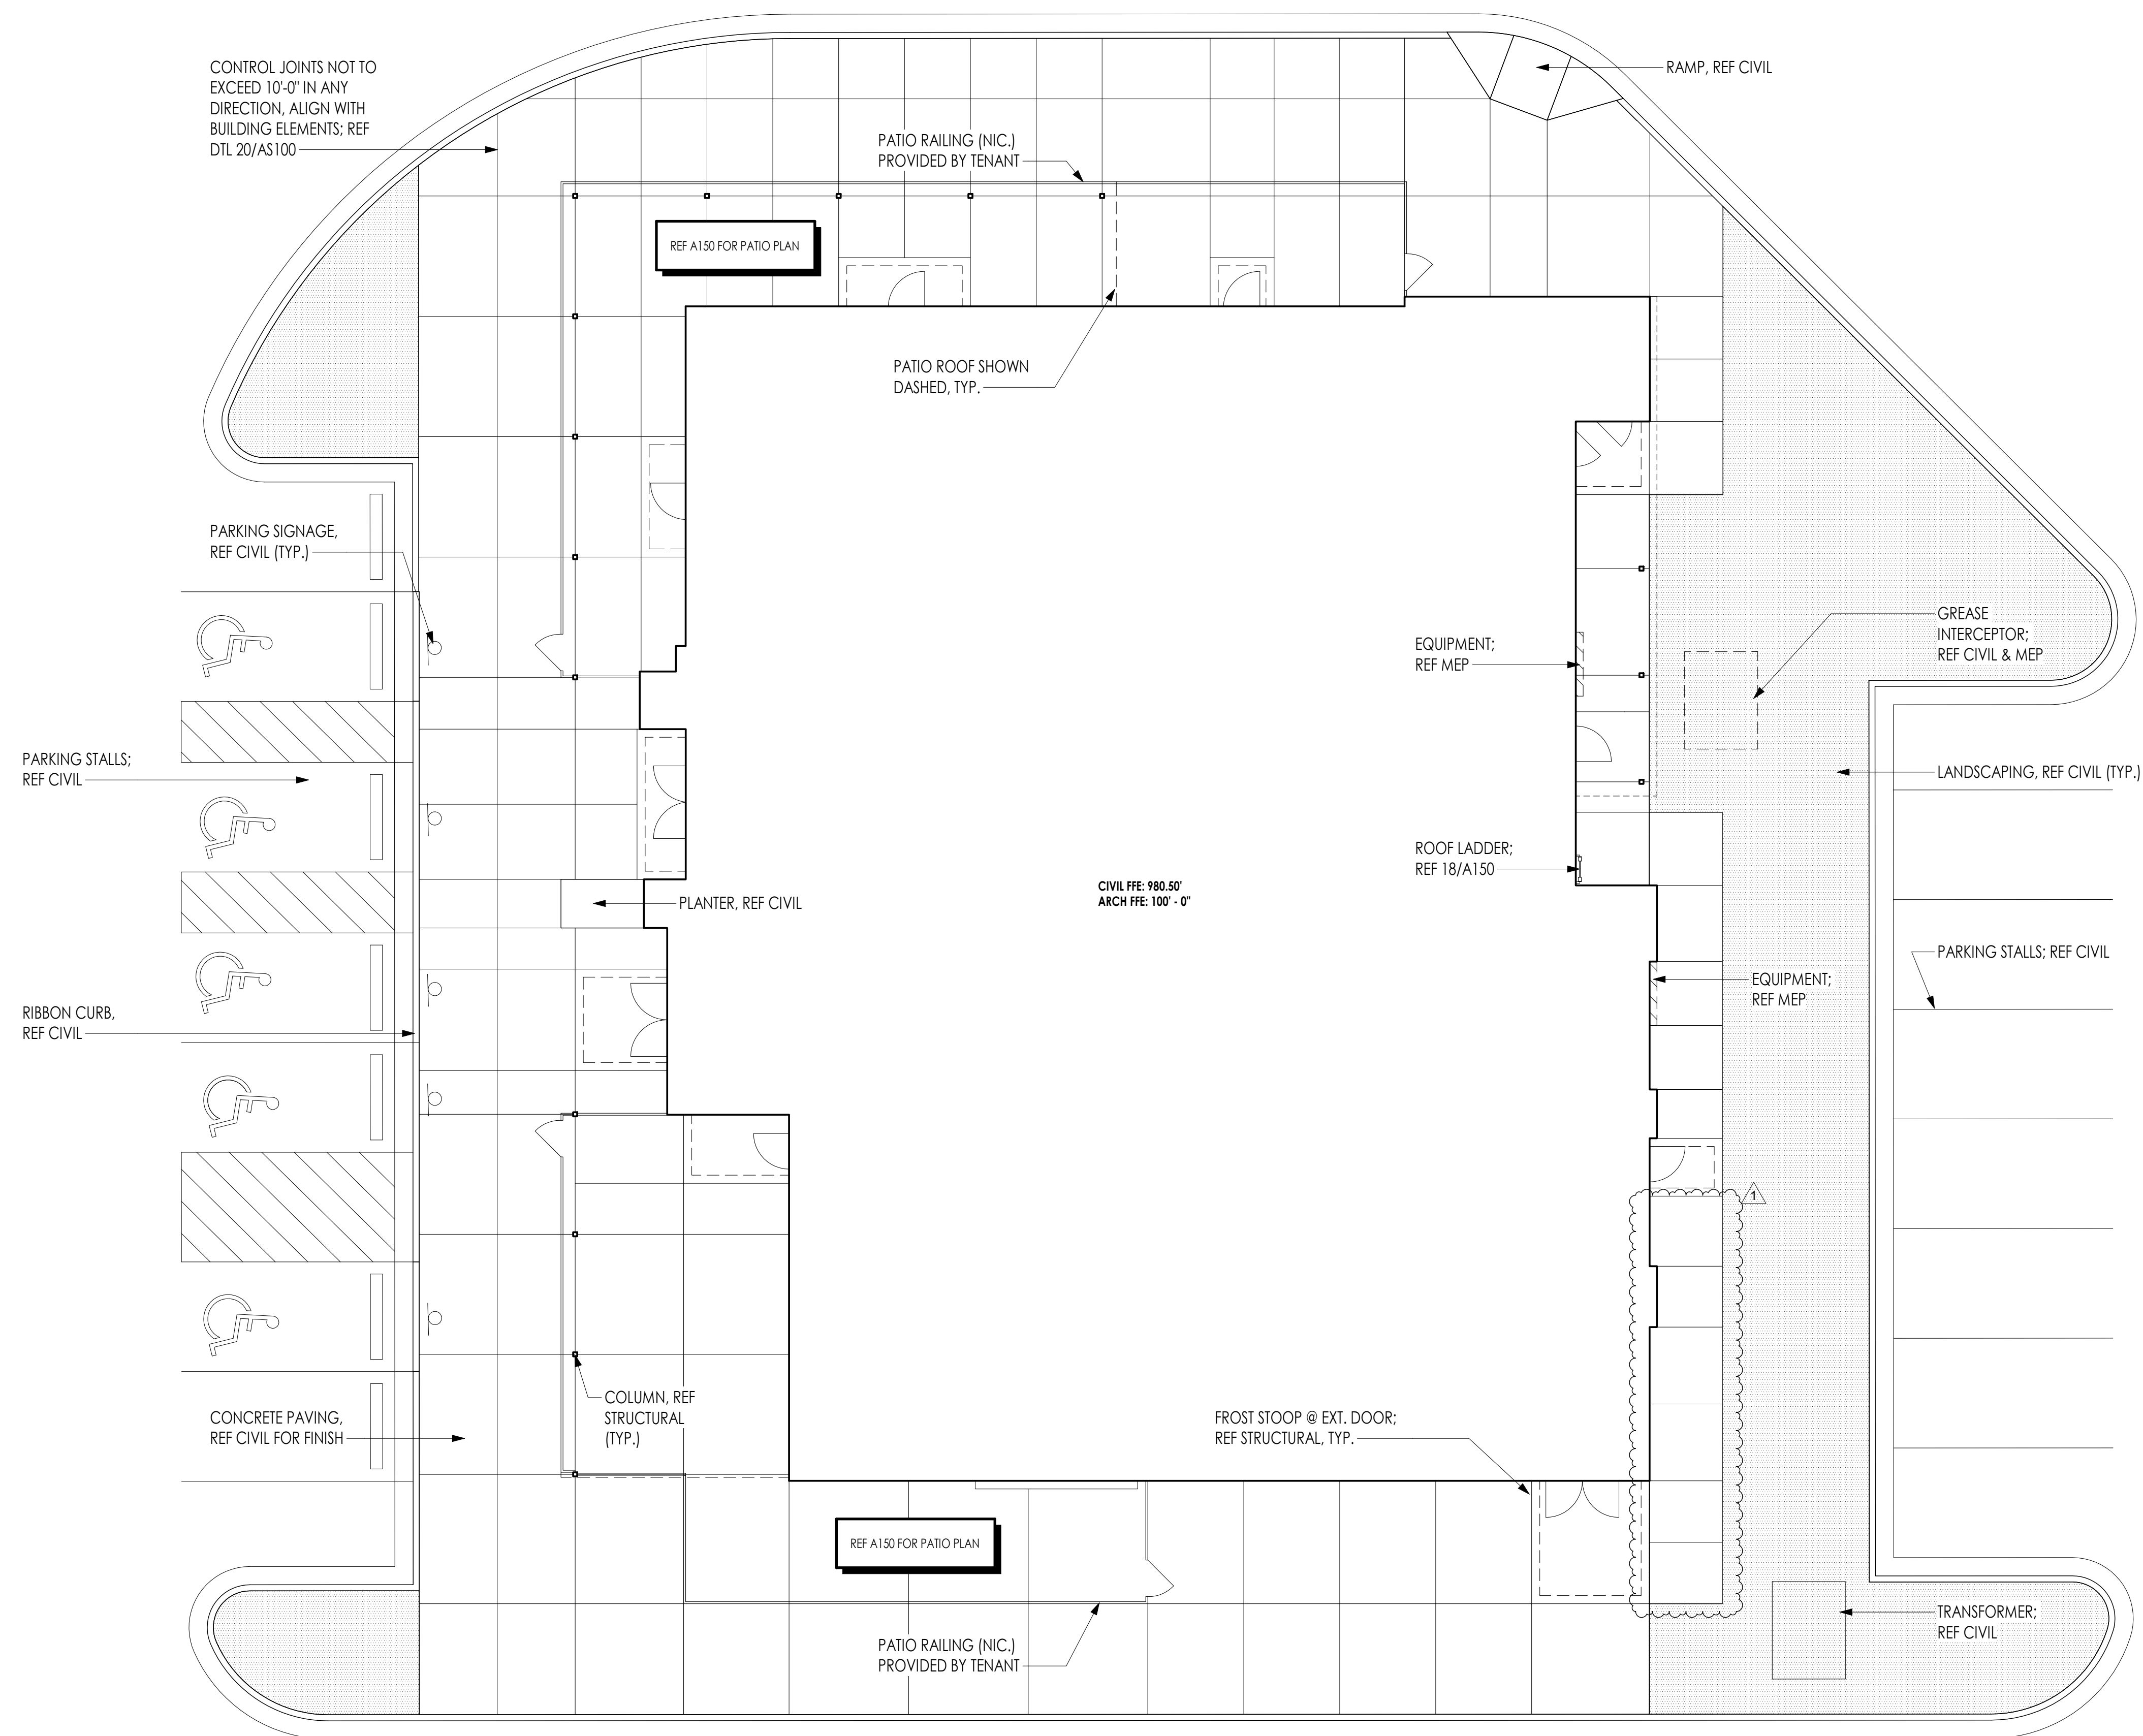 CONTROL JOINTS NOT TO
EXCEED 10'-0" IN ANY
DIRECTION, ALIGN WITH
BUILDING ELEMENTS; REF
DTL 20/AS100
RAMP, REF CIVIL
PATIO RAILING (NIC.)
PROVIDED BY TENANT
REF A150 FOR PATIO PLAN
PATIO ROOF SHOWN
DASHED, TYP.
PARKING SIGNAGE,
REF CIVIL (TYP.)
EQUIPMENT;
REF MEP
GREASE
INTERCEPTOR;
REF CIVIL & MEP
PARKING STALLS;
REF CIVIL
LANDSCAPING, REF CIVIL (TYP.)
ROOF LADDER;
REF 18/A150
CIVIL FFE: 980.50'
ARCH FFE: 100' - 0"
PLANTER, REF CIVIL
PARKING STALLS; REF CIVIL
EQUIPMENT;
REF MEP
RIBBON CURB,
REF CIVIL
1
COLUMN, REF
STRUCTURAL
(TYP.)
CONCRETE PAVING,
REF CIVIL FOR FINISH
FROST STOOP @ EXT. DOOR;
REF STRUCTURAL, TYP.
REF A150 FOR PATIO PLAN
TRANSFORMER;
REF CIVIL
PATIO RAILING (NIC.)
PROVIDED BY TENANT